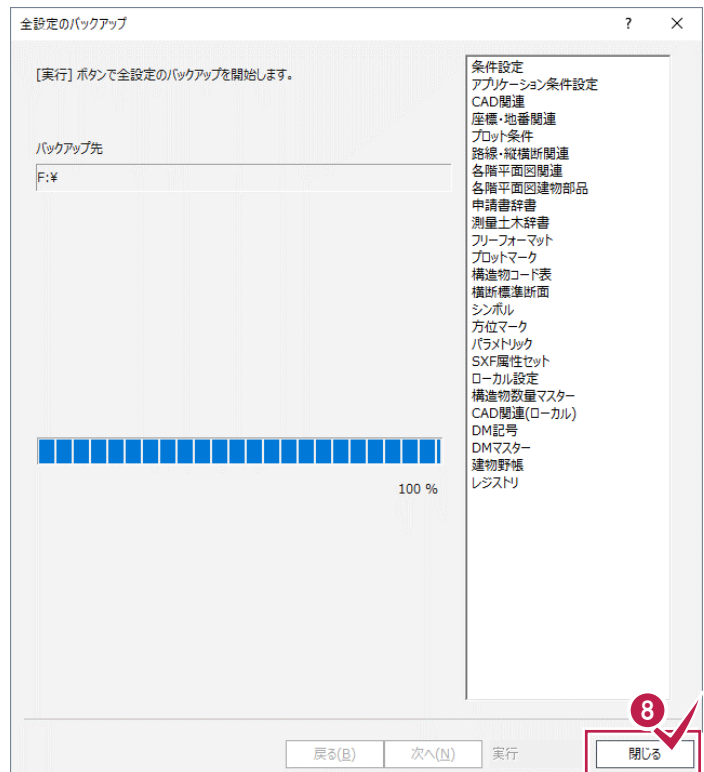 全設定のバックアップ
?
×
[実行] ボタンで全設定のバックアップを開始します。
バックアップ先
F:¥
100 %
条件設定
アプリケーション条件設定
CAD関連
座標・地番関連
プロット条件
路線・縦横断関連
各階平面図関連
各階平面図建物部品
申請書辞書
測量土木辞書
フリーフォーマット
プロットマーク
構造物コード表
横断標準断面
シンボル
方位マーク
パラメトリック
SXF属性セット
ローカル設定
構造物数量マスター
CAD関連(ローカル)
DM記号
DMマスター
建物野帳
レジストリ
8
戻る(B)
次へ(N)
実行
閉じる